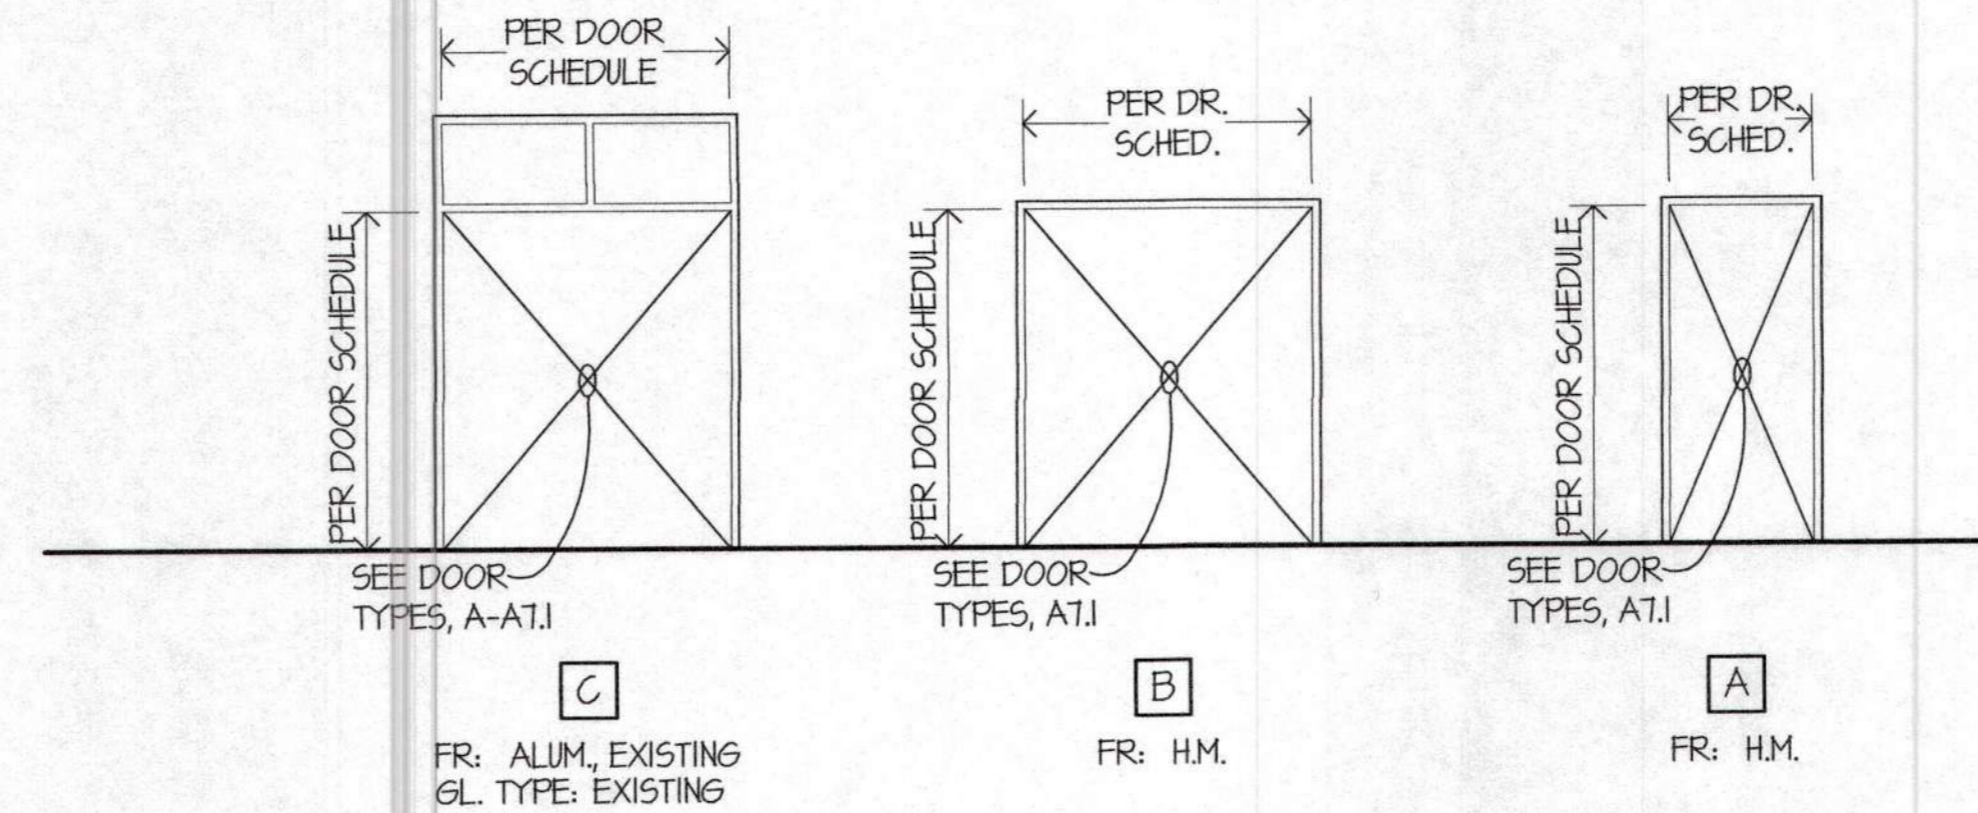 PER DOOR
SCHEDULE
PER DOOR SCHEDULE
SEE DOOR
TYPES, A-A7.1
C
FR: ALUM., EXISTING
GL. TYPE: EXISTING
PER DR.
SCHED.
PER DOOR SCHEDULE
SEE DOOR
TYPES, A7.1
B
FR: H.M.
PER DR.
SCHED.
PER DOOR SCHEDULE
SEE DOOR
TYPES, A7.1
A
FR: H.M.